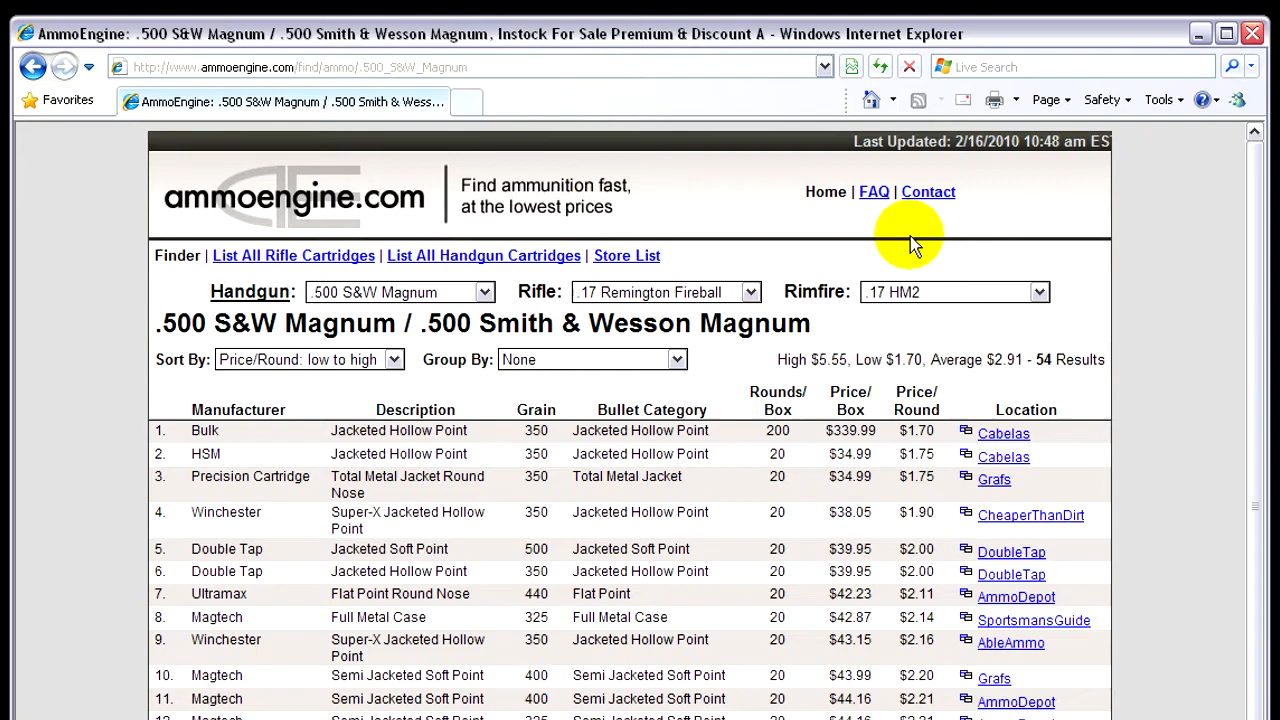 AmmoEngine: .500 S&W Magnum / .500 Smith & Wesson Magnum, Instock For Sale Premium & Discount A - Windows Internet Explorer
http://www.ammoengine.com/find/ammo/.500_S&W_Magnum
Live Search
Favorites
AmmoEngine: .500 S&W Magnum / .500 Smith & Wess...
Page Safety Tools
Last Updated: 2/16/2010 10:48 am EST
ammoengine.com
Find ammunition fast,
at the lowest prices
Home | FAQ | Contact
Finder | List All Rifle Cartridges | List All Handgun Cartridges | Store List
Handgun: .500 S&W Magnum Rifle: .17 Remington Fireball Rimfire: .17 HM2
.500 S&W Magnum / .500 Smith & Wesson Magnum
Sort By: Price/Round: low to high Group By: None High $5.55, Low $1.70, Average $2.91 - 54 Results
Rounds/ Price/ Price/
Manufacturer Description Grain Bullet Category Box Box Round Location
1. Bulk Jacketed Hollow Point 350 Jacketed Hollow Point 200 $339.99 $1.70 Cabelas
2. HSM Jacketed Hollow Point 350 Jacketed Hollow Point 20 $34.99 $1.75 Cabelas
3. Precision Cartridge Total Metal Jacket Round 350 Total Metal Jacket 20 $34.99 $1.75 Grafs
Nose
4. Winchester Super-X Jacketed Hollow 350 Jacketed Hollow Point 20 $38.05 $1.90 CheaperThanDirt
Point
5. Double Tap Jacketed Soft Point 500 Jacketed Soft Point 20 $39.95 $2.00 DoubleTap
6. Double Tap Jacketed Hollow Point 350 Jacketed Hollow Point 20 $39.95 $2.00 DoubleTap
7. Ultramax Flat Point Round Nose 440 Flat Point 20 $42.23 $2.11 AmmoDepot
8. Magtech Full Metal Case 325 Full Metal Case 20 $42.87 $2.14 SportsmansGuide
9. Winchester Super-X Jacketed Hollow 350 Jacketed Hollow Point 20 $43.15 $2.16 AbleAmmo
Point
10. Magtech Semi Jacketed Soft Point 400 Semi Jacketed Soft Point 20 $43.99 $2.20 Grafs
11. Magtech Semi Jacketed Soft Point 400 Semi Jacketed Soft Point 20 $44.16 $2.21 AmmoDepot